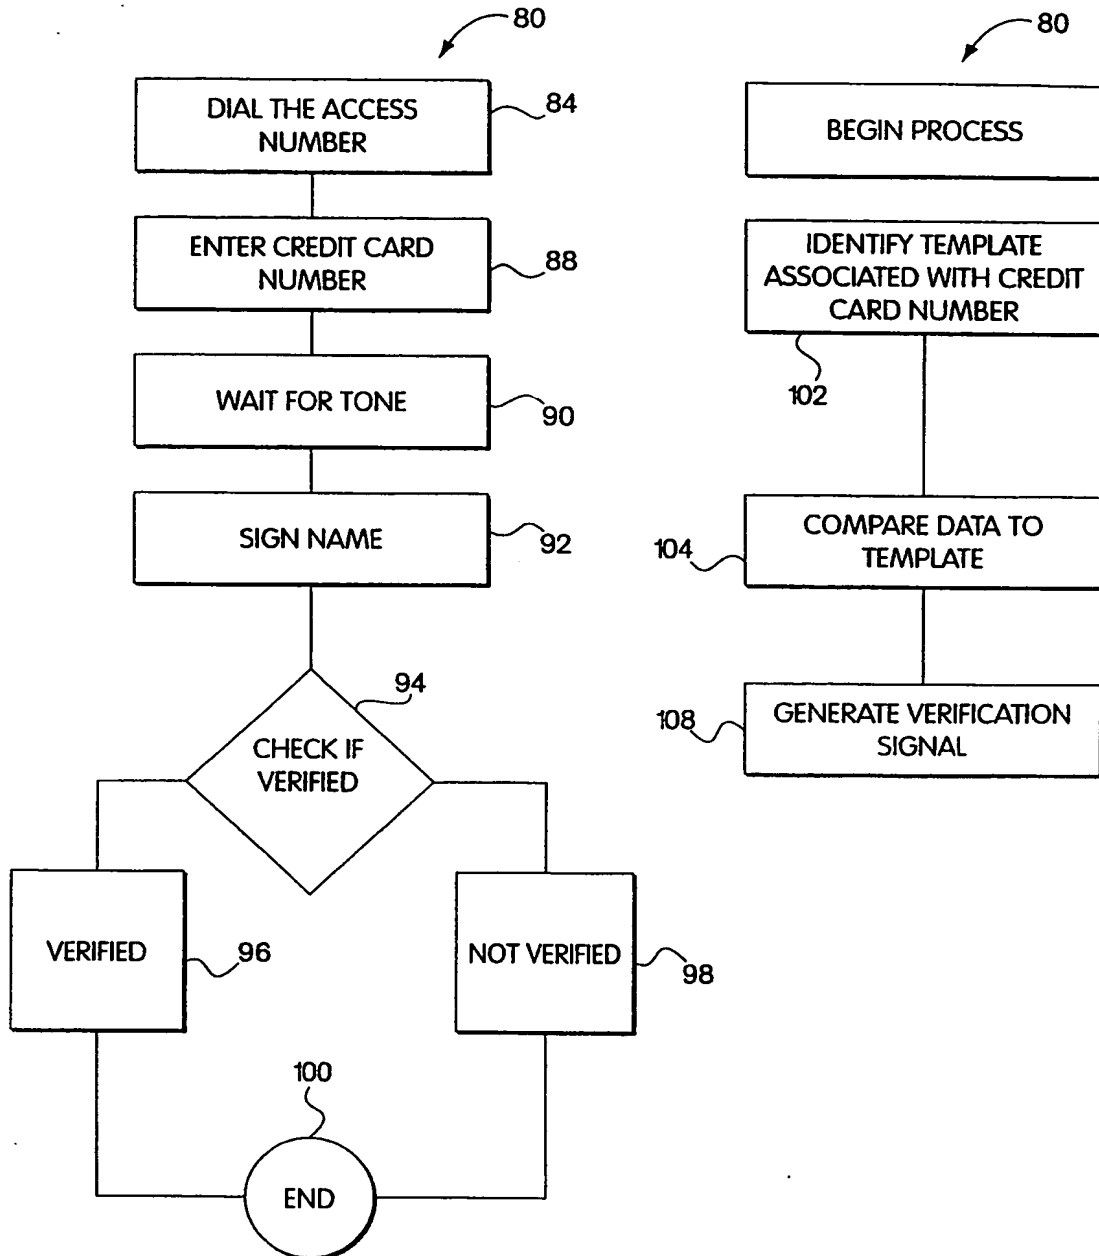 80
DIAL THE ACCESS
NUMBER
84
ENTER CREDIT CARD
NUMBER
88
WAIT FOR TONE
90
SIGN NAME
92
94
CHECK IF
VERIFIED
VERIFIED
96
NOT VERIFIED
98
100
END
80
BEGIN PROCESS
IDENTIFY TEMPLATE
ASSOCIATED WITH CREDIT
CARD NUMBER
102
COMPARE DATA TO
TEMPLATE
104
GENERATE VERIFICATION
SIGNAL
108